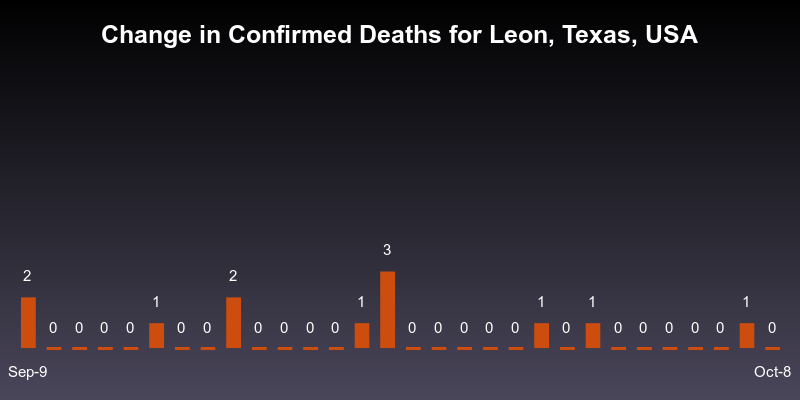 Change in Confirmed Deaths for Leon, Texas, USA
2 0 0 0 0 1 0 0 2 0 0 0 0 1 3 0 0 0 0 0 1 0 1 0 0 0 0 0 1 0
Sep-9 Oct-8